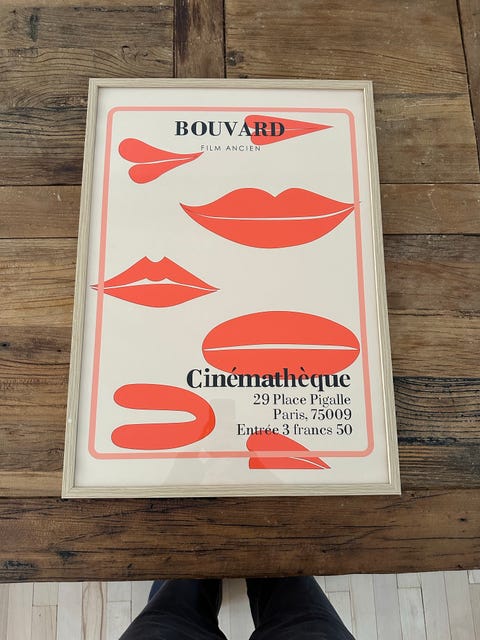 BOUVARD
FILM ANCIEN
Cinémathèque
29 Place Pigalle
Paris, 75009
Entrée 3 francs 50